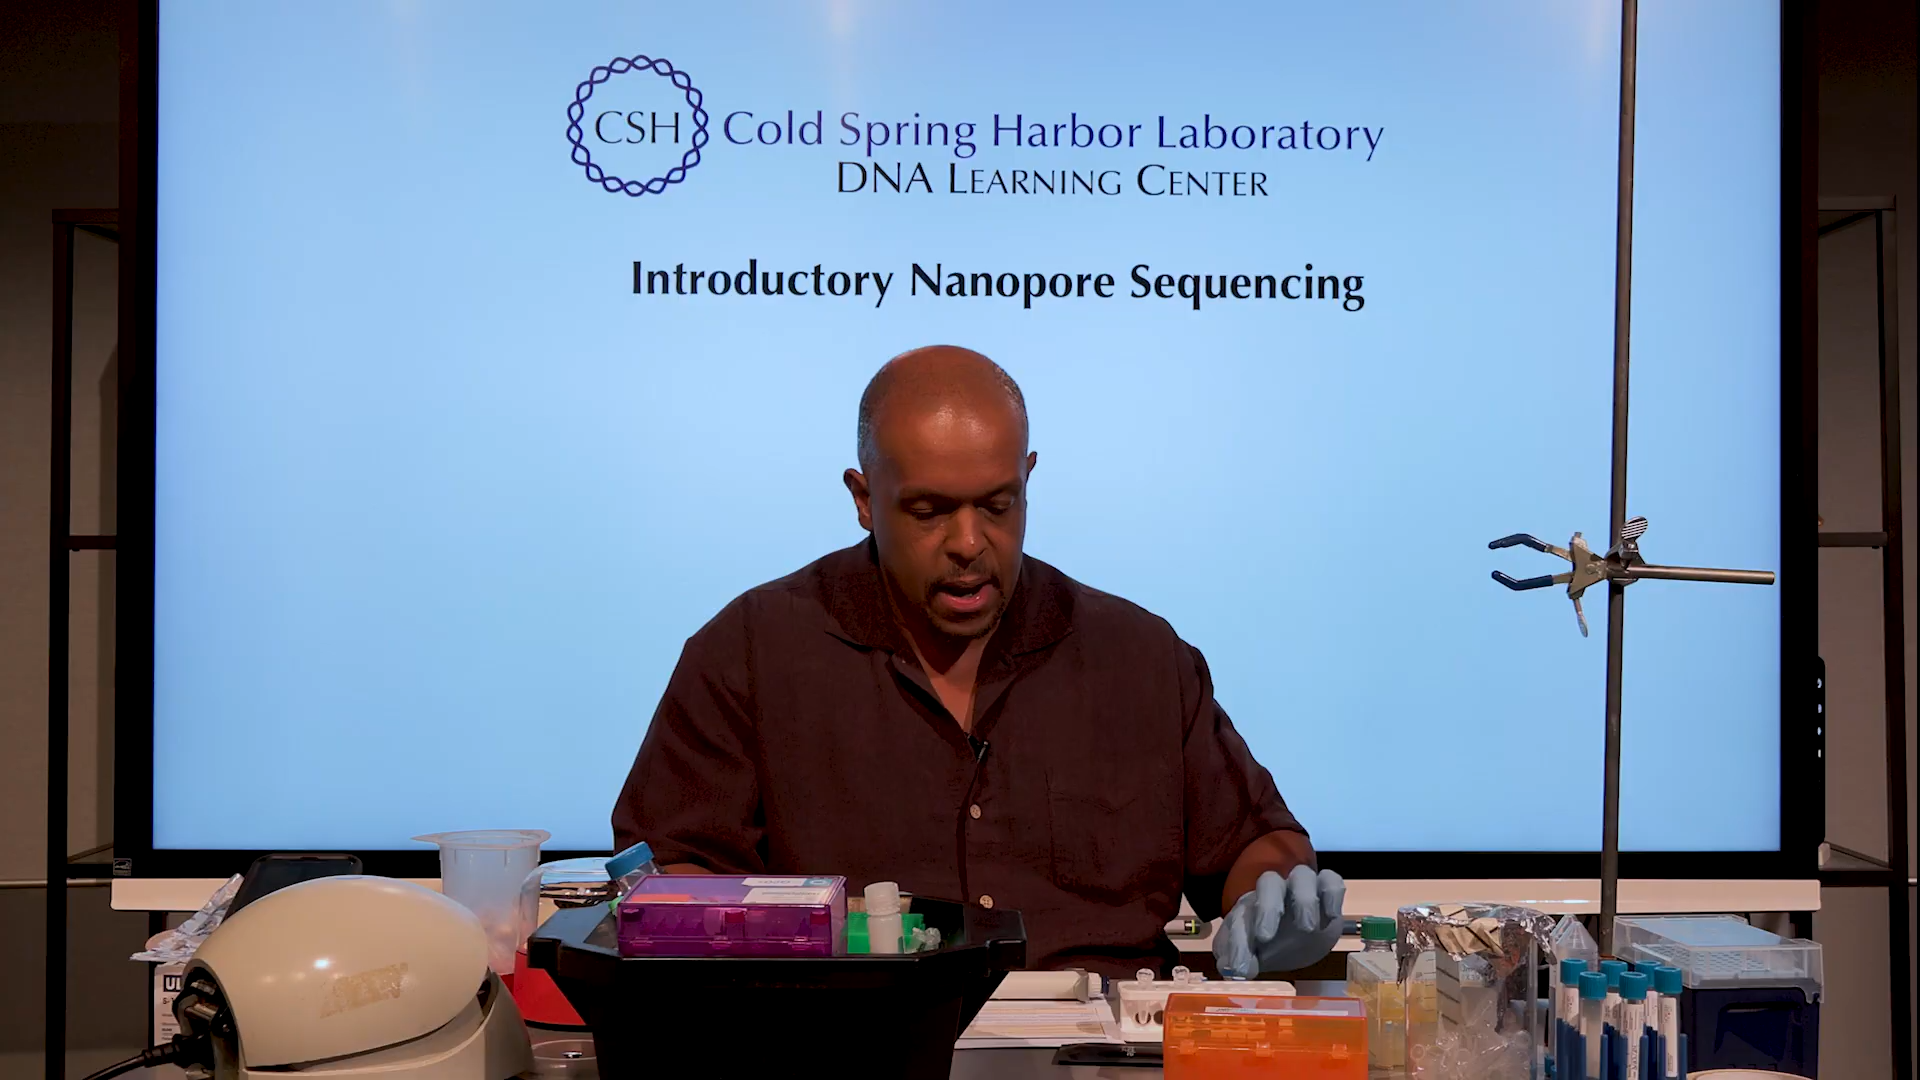 CSH
Cold Spring Harbor Laboratory
DNA LEARNING CENTER
Introductory Nanopore Sequencing